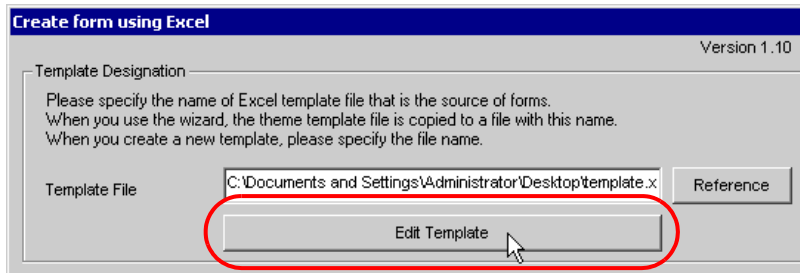 Create form using Excel
Version 1.10
Template Designation
Please specify the name of Excel template file that is the source of forms.
When you use the wizard, the theme template file is copied to a file with this name.
When you create a new template, please specify the file name.
Template File
C:\Documents and Settings\Administrator\Desktop\template.x
Reference
Edit Template